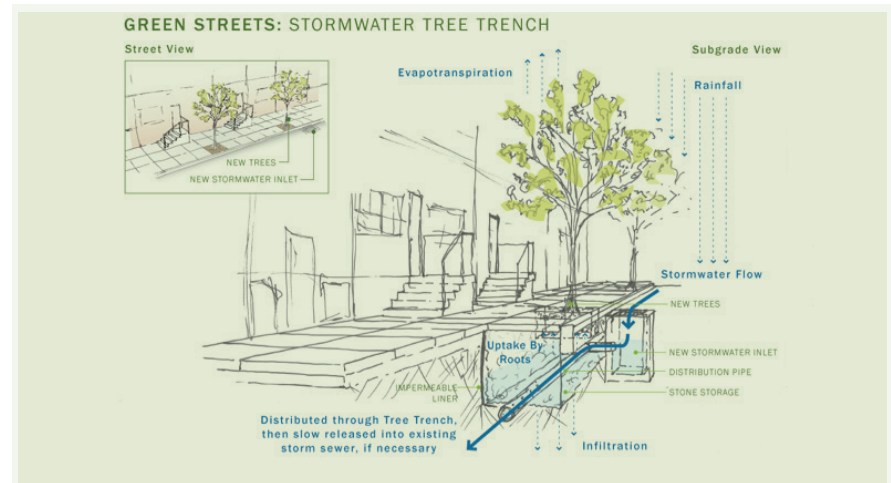 GREEN STREETS: STORMWATER TREE TRENCH
Street View
Subgrade View
NEW TREES
NEW STORMWATER INLET
Evapotranspiration
Rainfall
Stormwater Flow
NEW TREES
Uptake By
Roots
NEW STORMWATER INLET
DISTRIBUTION PIPE
IMPERMEABLE
LINER
STONE STORAGE
Distributed through Tree Trench,
then slow released into existing
storm sewer, if necessary
Infiltration